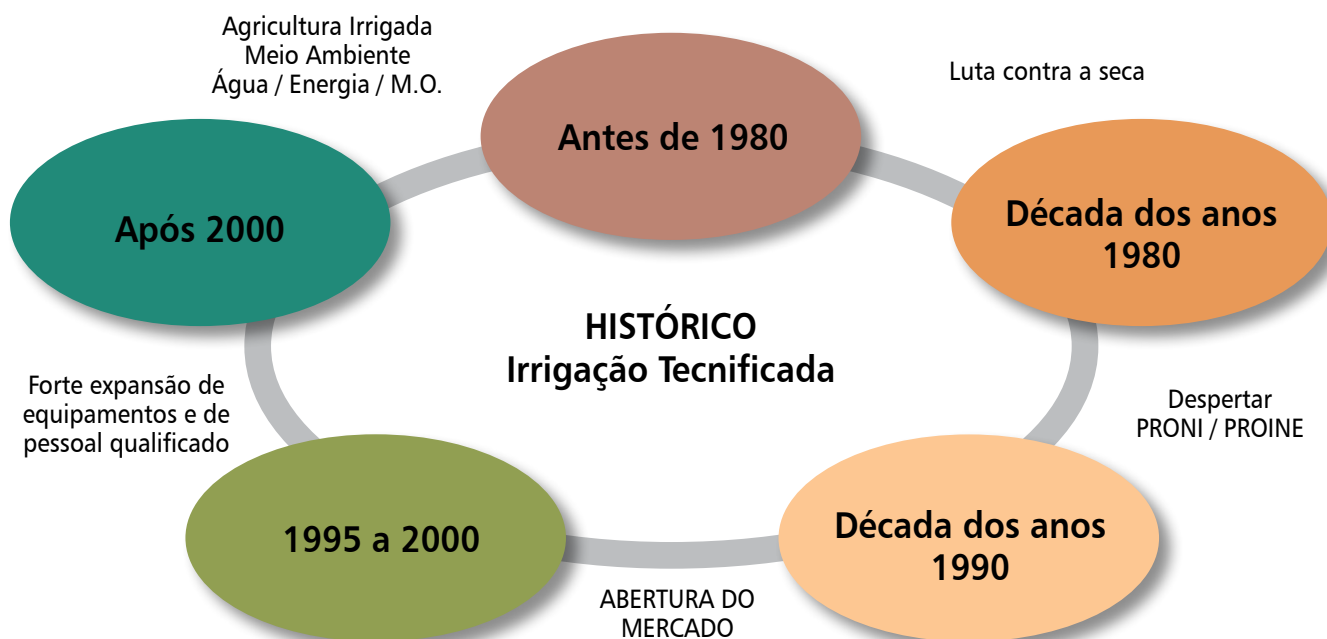 Agricultura Irrigada
Meio Ambiente
Água / Energia / M.O.
Antes de 1980
Luta contra a seca
Após 2000
Década dos anos
1980
HISTÓRICO
Irrigação Tecnificada
Forte expansão de
equipamentos e de
pessoal qualificado
Despertar
PRONI / PROINE
1995 a 2000
Década dos anos
1990
ABERTURA DO
MERCADO